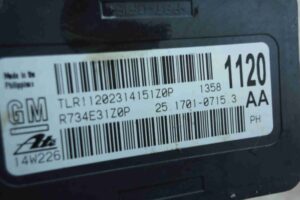 Made in the
Philippines
GM
TLR11202314151Z0P
1358
1120
AA
R734E31Z0P
25.1701-0715.3
Ate
14W226
PH